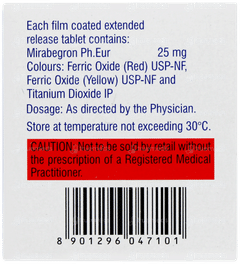 Each film coated extended
release tablet contains:
Mirabegron Ph.Eur 25 mg
Colours: Ferric Oxide (Red) USP-NF,
Ferric Oxide (Yellow) USP-NF and
Titanium Dioxide IP
Dosage: As directed by the Physician.
Store at temperature not exceeding 30°C.
CAUTION: Not to be sold by retail without
the prescription of a Registered Medical
Practitioner.
8 901296 047101